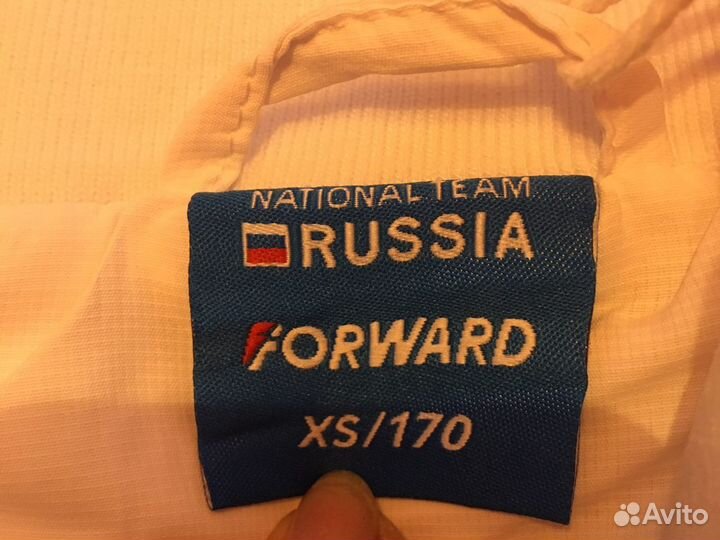 NATIONAL TEAM
RUSSIA
FORWARD
XS/170
Avito